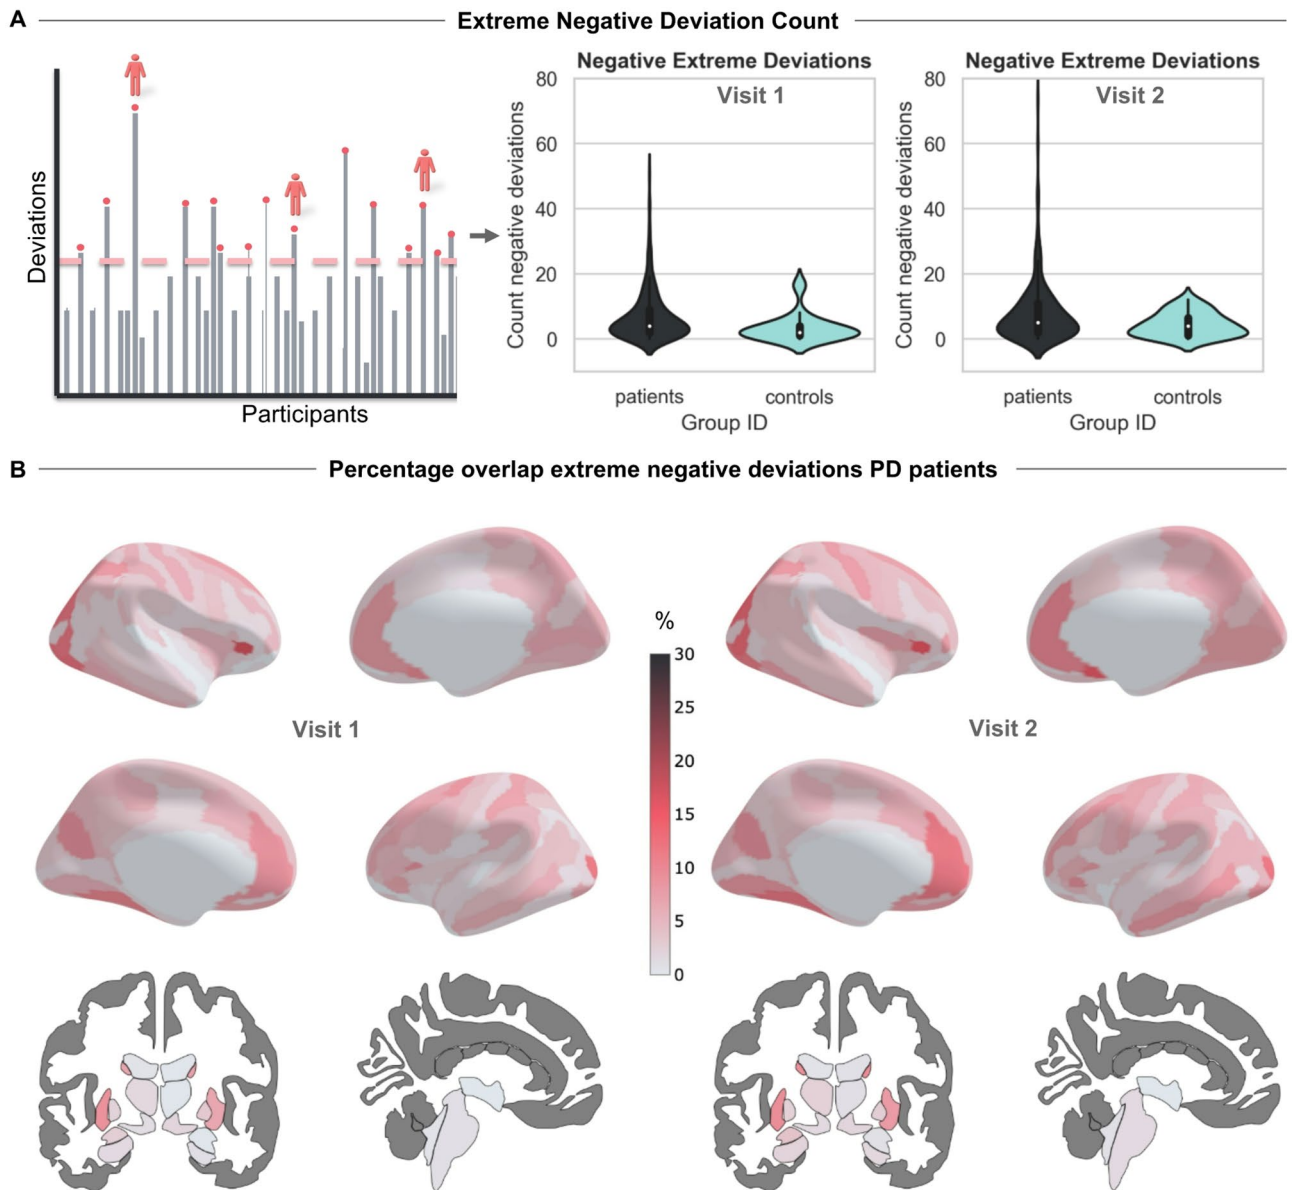 A
Extreme Negative Deviation Count
Deviations
Participants
Negative Extreme Deviations
Visit 1
Count negative deviations
80
60
40
20
0
patients
controls
Group ID
Negative Extreme Deviations
Visit 2
Count negative deviations
80
60
40
20
0
patients
controls
Group ID
B
Percentage overlap extreme negative deviations PD patients
Visit 1
%
30
25
20
15
10
5
0
Visit 2